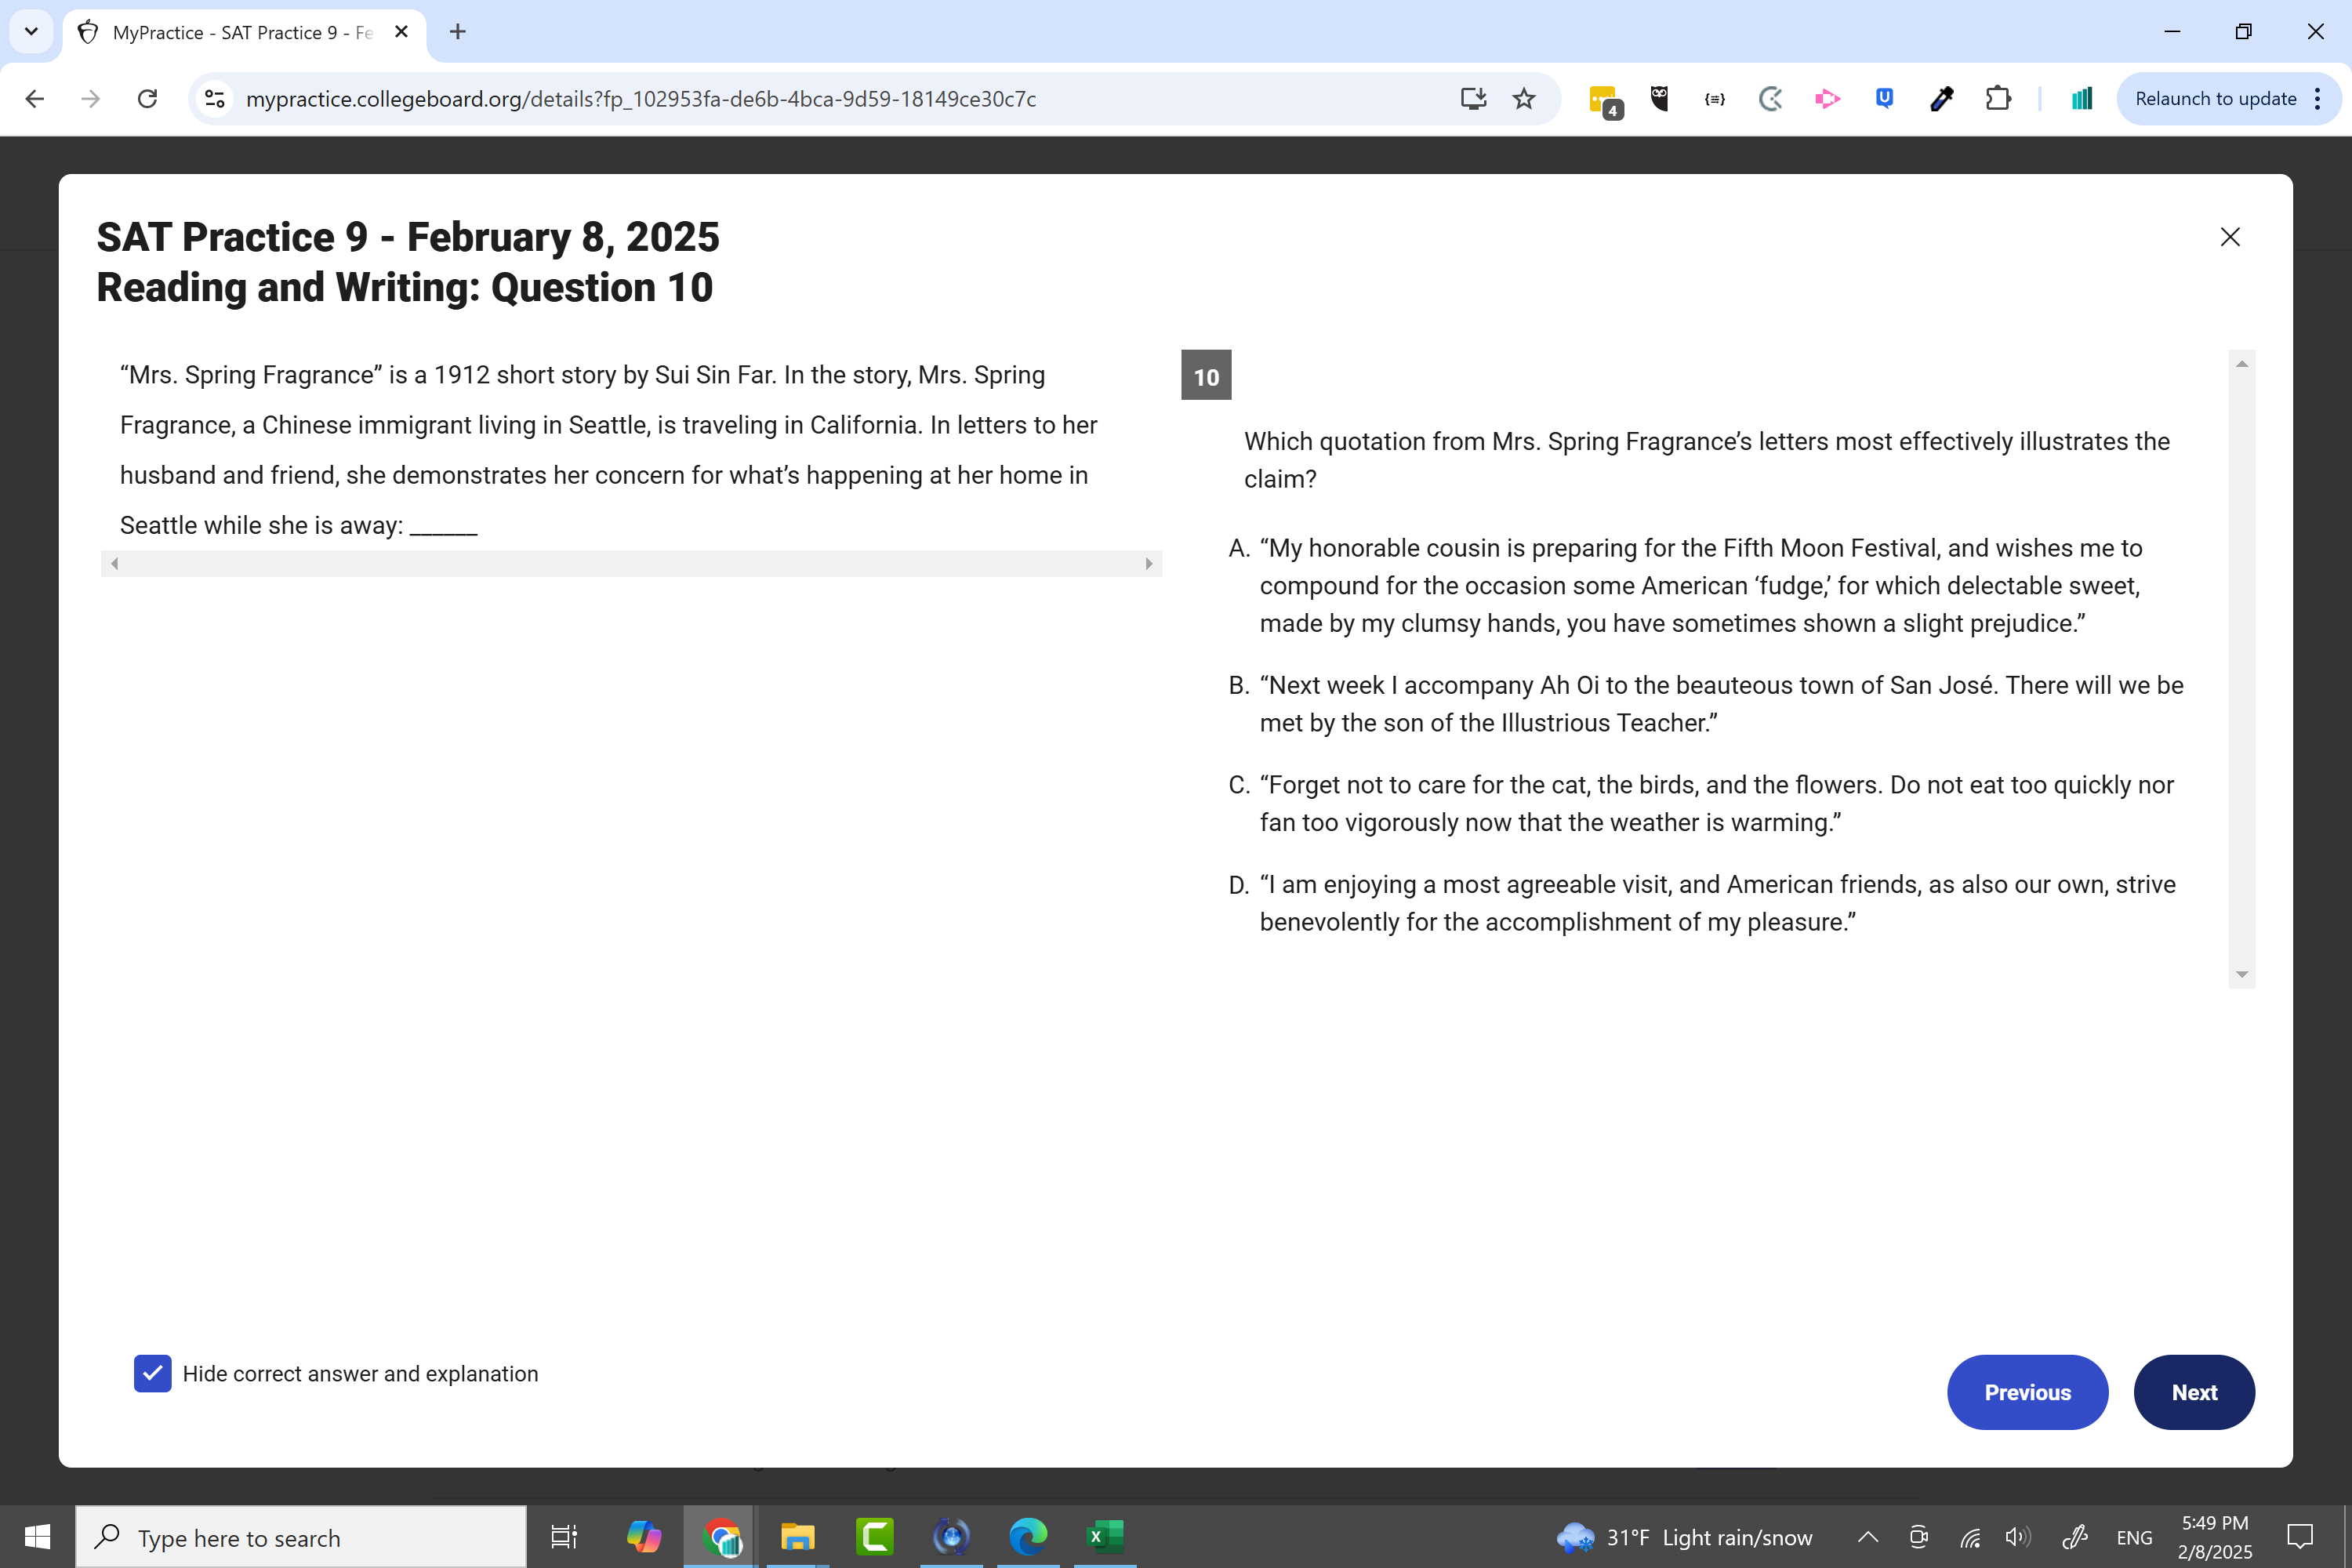 MyPractice - SAT Practice 9 - Fe
mypractice.collegeboard.org/details?fp_102953fa-de6b-4bca-9d59-18149ce30c7c
4
Relaunch to update
SAT Practice 9 - February 8, 2025
Reading and Writing: Question 10
“Mrs. Spring Fragrance” is a 1912 short story by Sui Sin Far. In the story, Mrs. Spring
Fragrance, a Chinese immigrant living in Seattle, is traveling in California. In letters to her
husband and friend, she demonstrates her concern for what’s happening at her home in
Seattle while she is away: ______
10
Which quotation from Mrs. Spring Fragrance’s letters most effectively illustrates the
claim?
A. “My honorable cousin is preparing for the Fifth Moon Festival, and wishes me to
compound for the occasion some American ‘fudge,’ for which delectable sweet,
made by my clumsy hands, you have sometimes shown a slight prejudice.”
B. “Next week I accompany Ah Oi to the beauteous town of San José. There will we be
met by the son of the Illustrious Teacher.”
C. “Forget not to care for the cat, the birds, and the flowers. Do not eat too quickly nor
fan too vigorously now that the weather is warming.”
D. “I am enjoying a most agreeable visit, and American friends, as also our own, strive
benevolently for the accomplishment of my pleasure.”
Hide correct answer and explanation
Previous
Next
Type here to search
31°F Light rain/snow
ENG
5:49 PM
2/8/2025